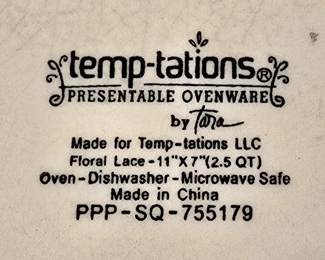 temp-tations®
PRESENTABLE OVENWARE
by Tara
Made for Temp-tations LLC
Floral Lace-11"X7"(2.5 QT)
Oven-Dishwasher-Microwave Safe
Made in China
PPP-SQ-755179